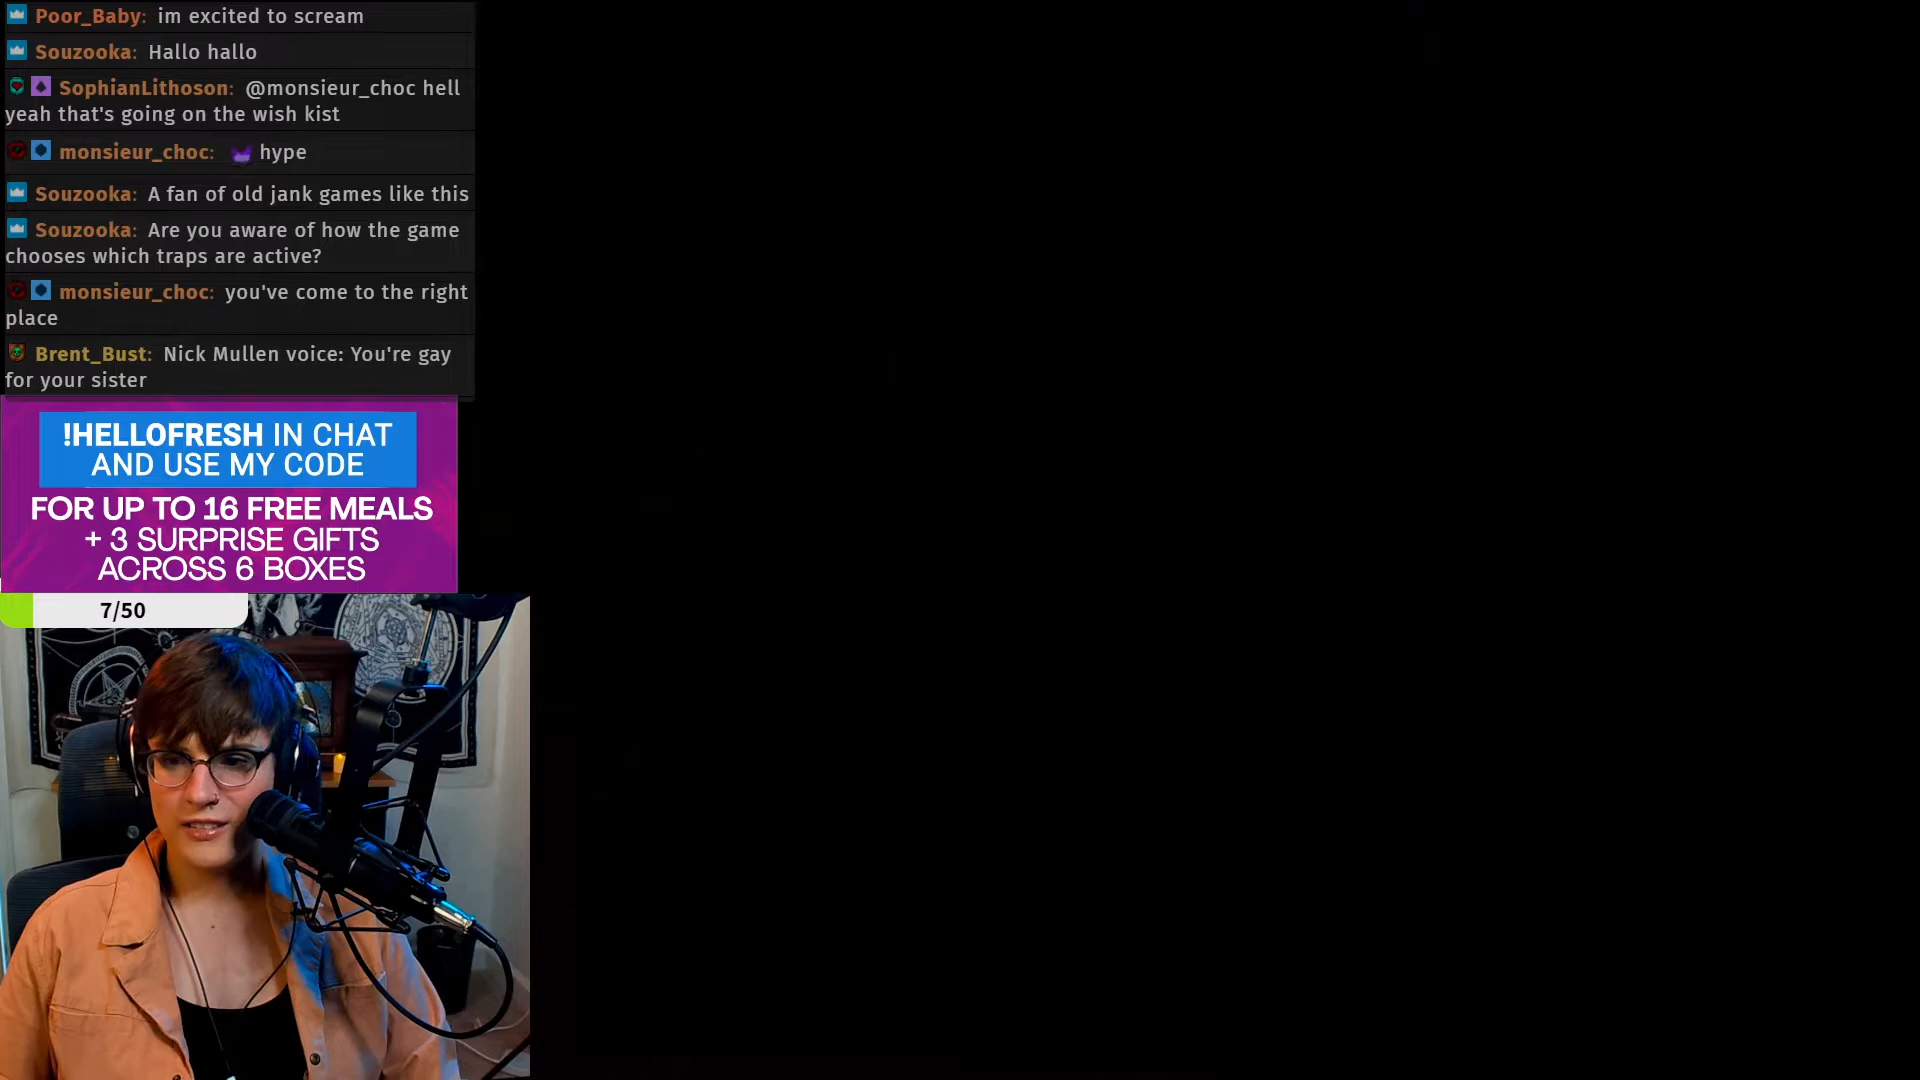 Poor_Baby: im excited to scream
Souzooka: Hallo hallo
SophianLithoson: @monsieur_choc hell
yeah that's going on the wish kist
monsieur_choc: hype
Souzooka: A fan of old jank games like this
Souzooka: Are you aware of how the game
chooses which traps are active?
monsieur_choc: you've come to the right
place
Brent_Bust: Nick Mullen voice: You're gay
for your sister
!HELLOFRESH IN CHAT
AND USE MY CODE
FOR UP TO 16 FREE MEALS
+ 3 SURPRISE GIFTS
ACROSS 6 BOXES
7/50